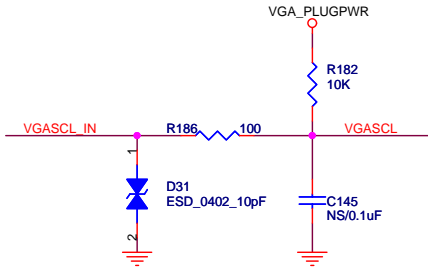 VGA_PLUGPWR
R182
10K
VGASCL_IN
R186
100
VGASCL
1
D31
ESD_0402_10pF
2
C145
NS/0.1uF